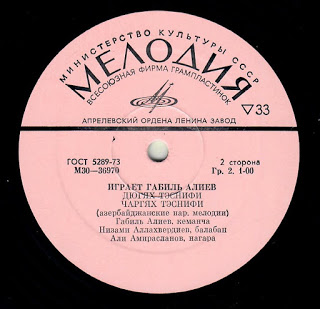 МИНИСТЕРСТВО КУЛЬТУРЫ СССР
МЕЛОДИЯ
ВСЕСОЮЗНАЯ ФИРМА ГРАМПЛАСТИНОК
АПРЕЛЕВСКИЙ ОРДЕНА ЛЕНИНА ЗАВОД
▽33
ГОСТ 5289-73
М30—36970
2 сторона
Гр. 2. 1-00
ИГРАЕТ ГАБИЛЬ АЛИЕВ
ДЮГЯХ ТЭСНИФИ
ЧАРГЯХ ТЭСНИФИ
(азербайджанские нар. мелодии)
Габиль Алиев, кеманча
Низами Аллахвердиев, балабан
Али Амирасланов, нагара